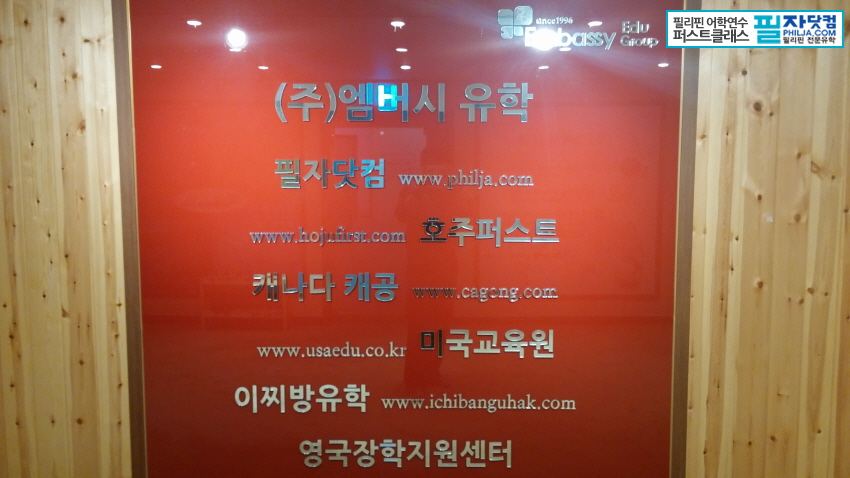 since1996
Embassy Edu Group
필리핀 어학연수
퍼스트클래스
필자닷컴
PHILJA.COM
필리핀 전문유학
(주)엠버시 유학
필자닷컴 www.philja.com
www.hojufirst.com 호주퍼스트
캐나다 캐공 www.cagong.com
www.usaedu.co.kr 미국교육원
이찌방유학 www.ichibanguhak.com
영국장학지원센터